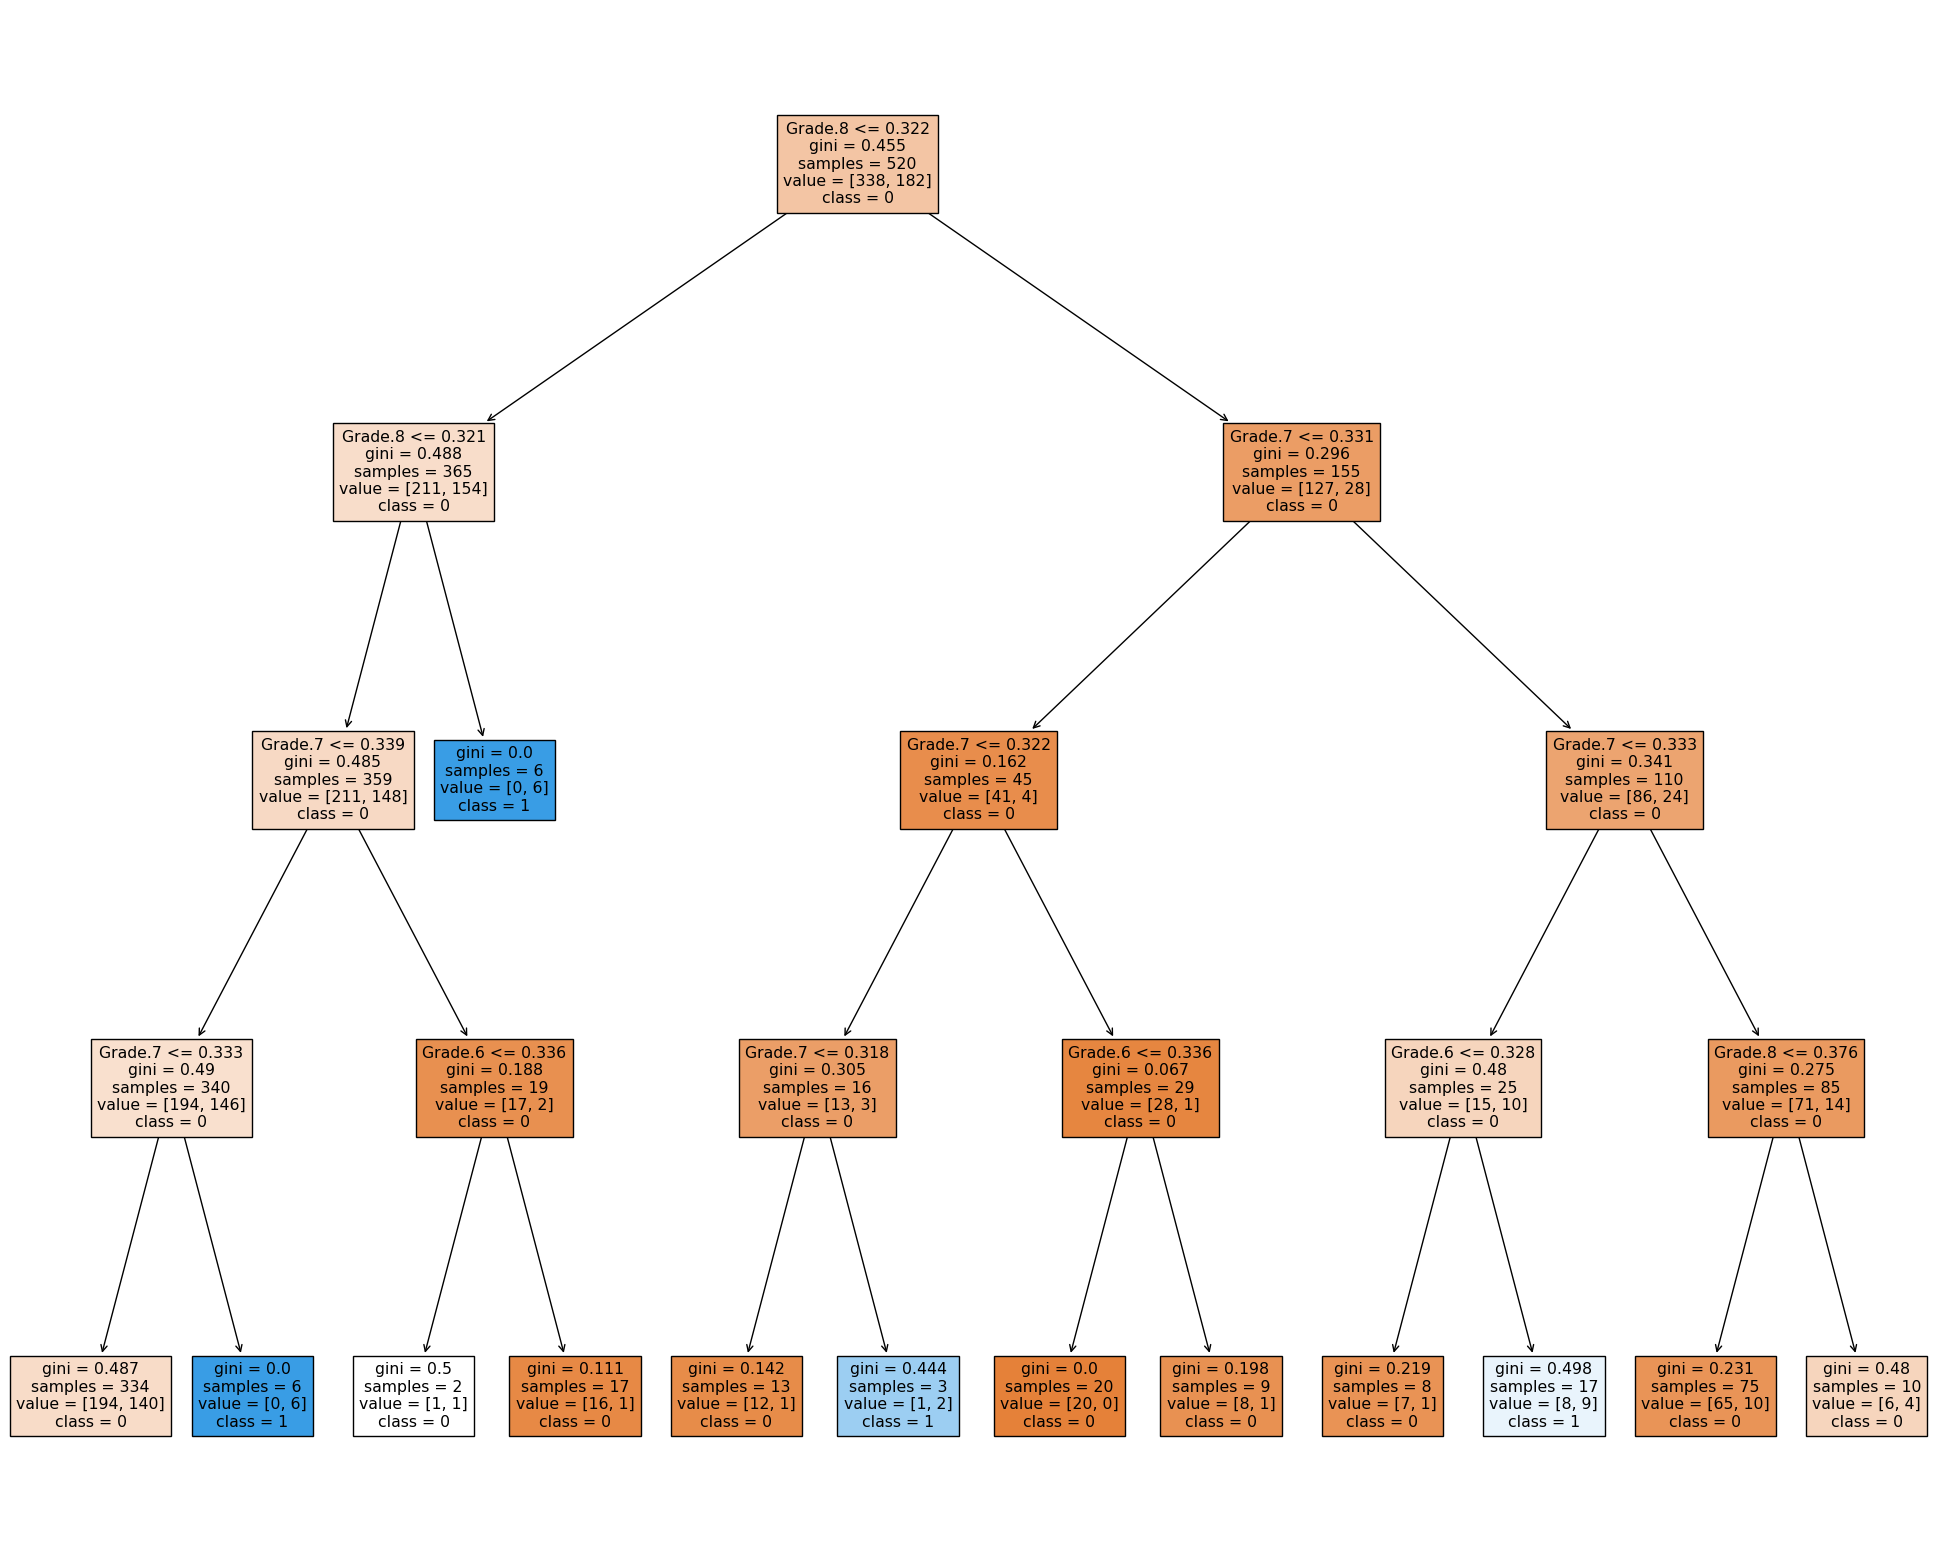 Grade.8 <= 0.322
gini = 0.455
samples = 520
value = [338, 182]
class = 0
Grade.8 <= 0.321
gini = 0.488
samples = 365
value = [211, 154]
class = 0
Grade.7 <= 0.331
gini = 0.296
samples = 155
value = [127, 28]
class = 0
Grade.7 <= 0.339
gini = 0.485
samples = 359
value = [211, 148]
class = 0
gini = 0.0
samples = 6
value = [0, 6]
class = 1
Grade.7 <= 0.322
gini = 0.162
samples = 45
value = [41, 4]
class = 0
Grade.7 <= 0.333
gini = 0.341
samples = 110
value = [86, 24]
class = 0
Grade.7 <= 0.333
gini = 0.49
samples = 340
value = [194, 146]
class = 0
Grade.6 <= 0.336
gini = 0.188
samples = 19
value = [17, 2]
class = 0
Grade.7 <= 0.318
gini = 0.305
samples = 16
value = [13, 3]
class = 0
Grade.6 <= 0.336
gini = 0.067
samples = 29
value = [28, 1]
class = 0
Grade.6 <= 0.328
gini = 0.48
samples = 25
value = [15, 10]
class = 0
Grade.8 <= 0.376
gini = 0.275
samples = 85
value = [71, 14]
class = 0
gini = 0.487
samples = 334
value = [194, 140]
class = 0
gini = 0.0
samples = 6
value = [0, 6]
class = 1
gini = 0.5
samples = 2
value = [1, 1]
class = 0
gini = 0.111
samples = 17
value = [16, 1]
class = 0
gini = 0.142
samples = 13
value = [12, 1]
class = 0
gini = 0.444
samples = 3
value = [1, 2]
class = 1
gini = 0.0
samples = 20
value = [20, 0]
class = 0
gini = 0.198
samples = 9
value = [8, 1]
class = 0
gini = 0.219
samples = 8
value = [7, 1]
class = 0
gini = 0.498
samples = 17
value = [8, 9]
class = 1
gini = 0.231
samples = 75
value = [65, 10]
class = 0
gini = 0.48
samples = 10
value = [6, 4]
class = 0